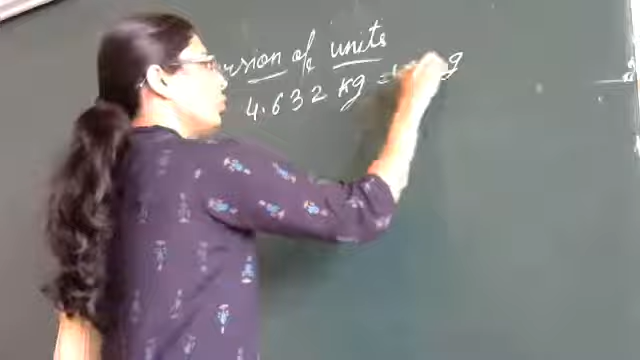 rsion of units
4.632 kg = g